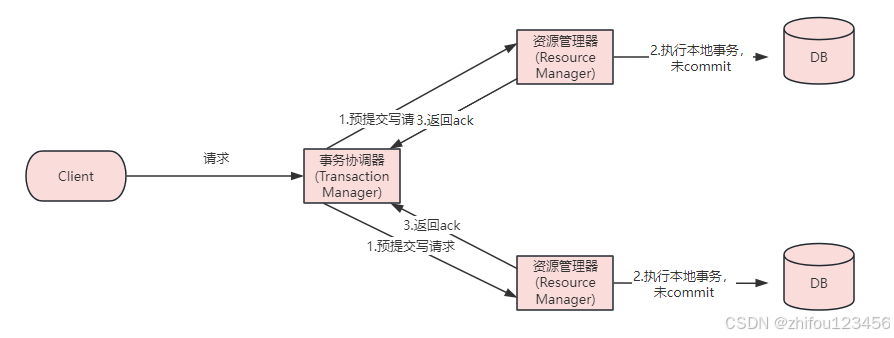 资源管理器
(Resource
Manager)
2.执行本地事务，
未commit
DB
1.预提交写请
3.返回ack
请求
Client
事务协调器
(Transaction
Manager)
3.返回ack
1.预提交写请求
资源管理器
(Resource
Manager)
2.执行本地事务，
未commit
DB
CSDN @zhifou123456